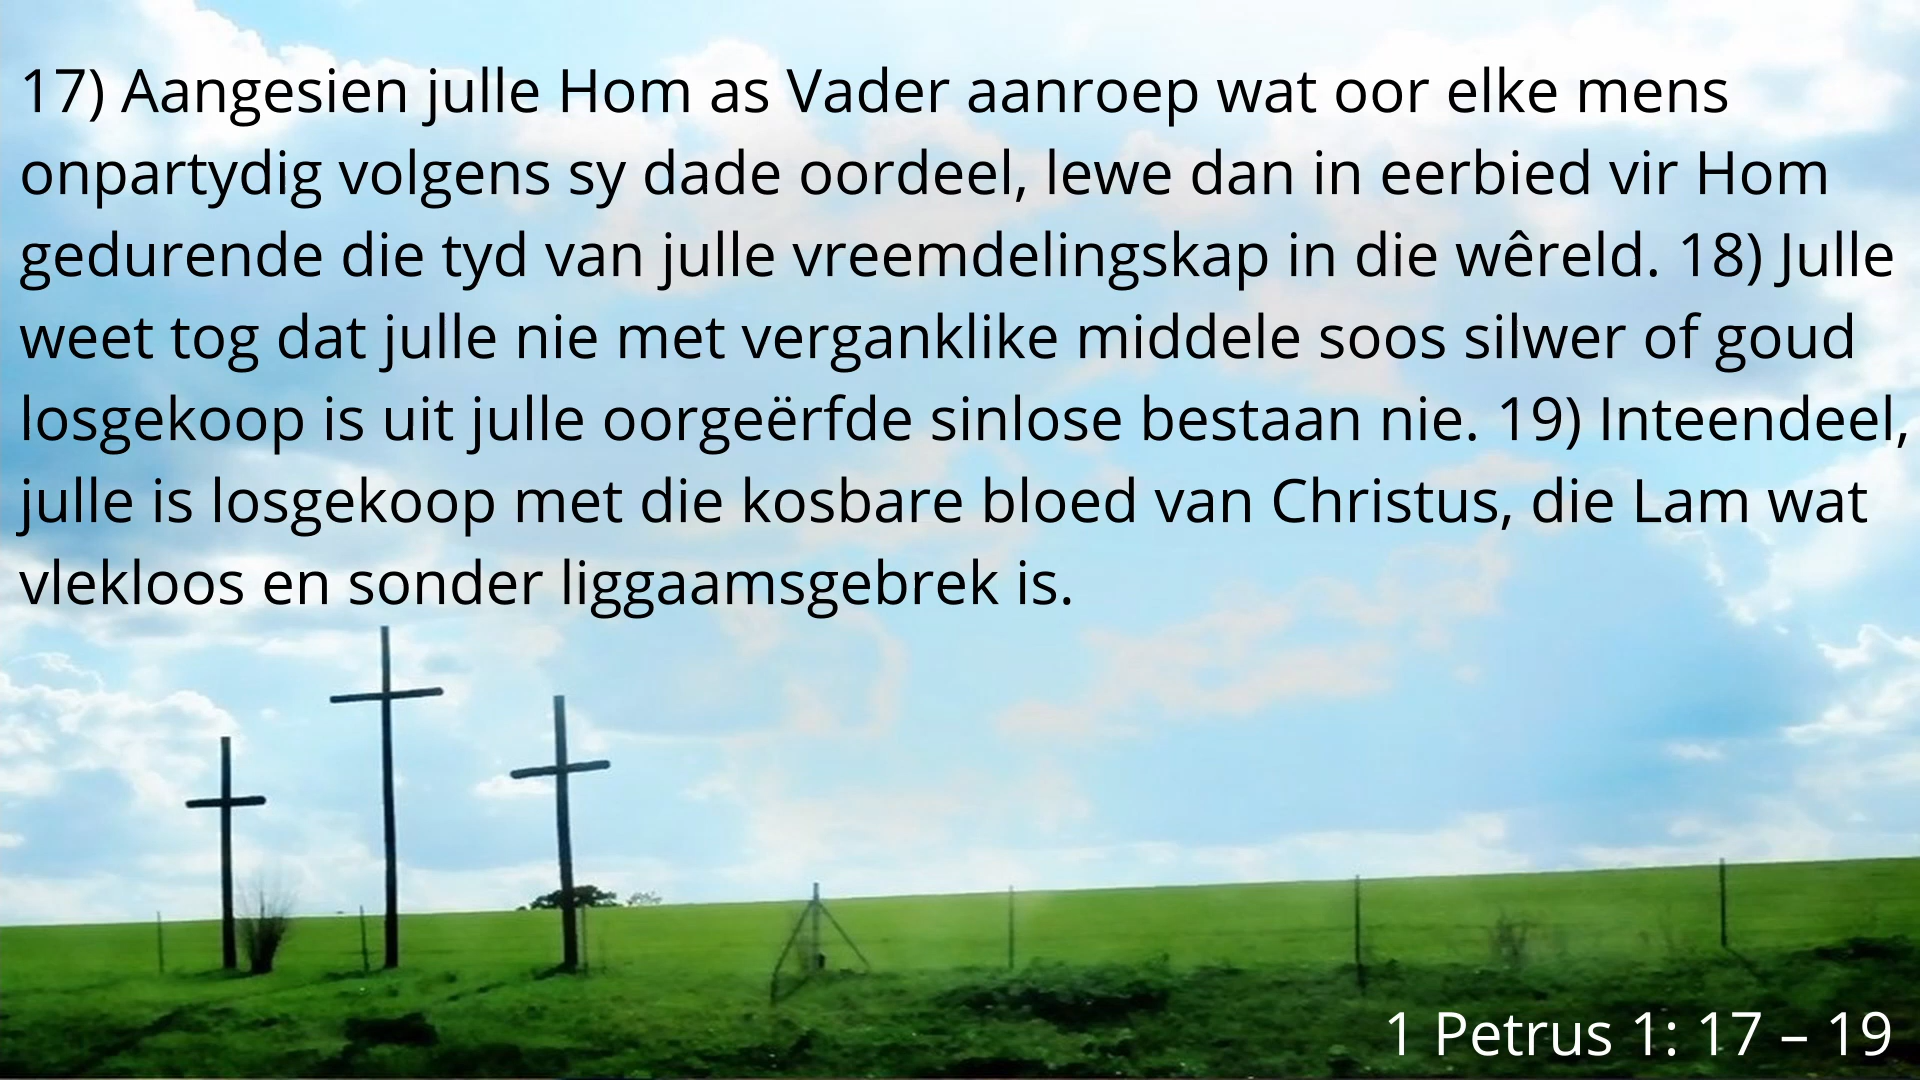 17) Aangesien julle Hom as Vader aanroep wat oor elke mens
onpartydig volgens sy dade oordeel, lewe dan in eerbied vir Hom
gedurende die tyd van julle vreemdelingskap in die wêreld. 18) Julle
weet tog dat julle nie met verganklike middele soos silwer of goud
losgekoop is uit julle oorgeërfde sinlose bestaan nie. 19) Inteendeel,
julle is losgekoop met die kosbare bloed van Christus, die Lam wat
vlekloos en sonder liggaamsgebrek is.
1 Petrus 1: 17 – 19